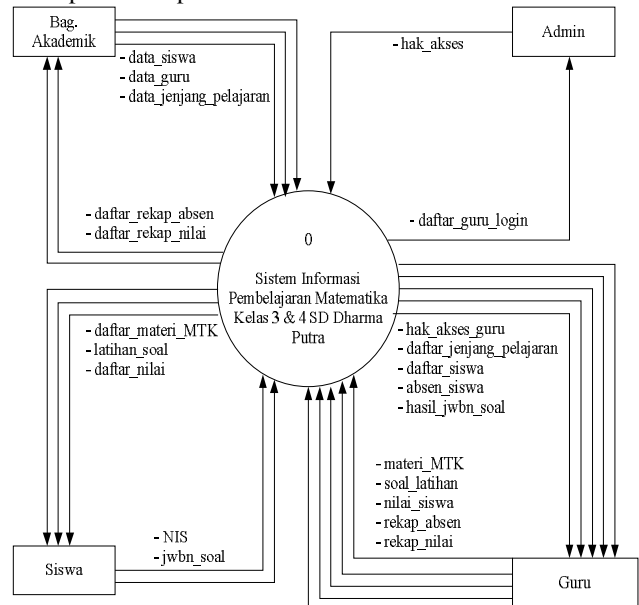 Bag.
Akademik
Admin
- data_siswa
- data_guru
- data_jenjang_pelajaran
- hak_akses
- daftar_rekap_absen
- daftar_rekap_nilai
- daftar_guru_login
0
Sistem Informasi
Pembelajaran Matematika
Kelas 3 & 4 SD Dharma
Putra
- daftar_materi_MTK
- latihan_soal
- daftar_nilai
- hak_akses_guru
- daftar_jenjang_pelajaran
- daftar_siswa
- absen_siswa
- hasil_jwbn_soal
- materi_MTK
- soal_latihan
- nilai_siswa
- rekap_absen
- rekap_nilai
- NIS
- jwbn_soal
Siswa
Guru